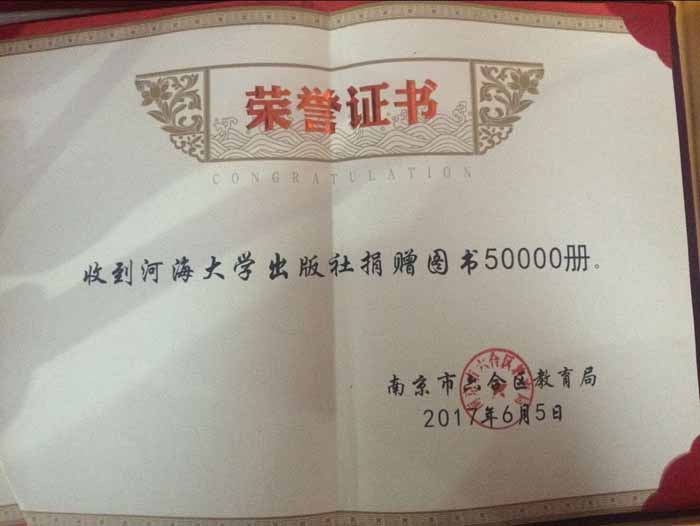 荣誉证书
CONGRATULATION
收到河海大学出版社捐赠图书50000册。
南京市六合区教育局
2017年6月5日